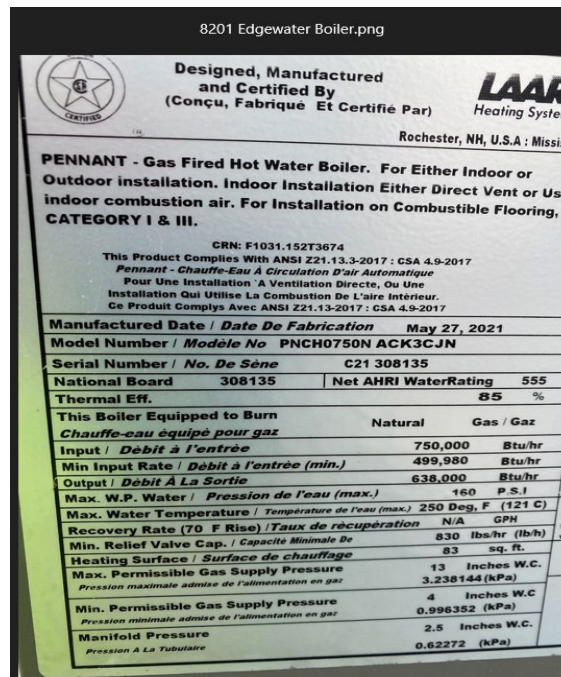 8201 Edgewater Boiler.png
CERTIFIED
Designed, Manufactured
and Certified By
(Conçu, Fabriqué Et Certifié Par)
LAAR
Heating Syste
Rochester, NH, U.S.A : Missi
PENNANT - Gas Fired Hot Water Boiler. For Either Indoor or
Outdoor installation. Indoor Installation Either Direct Vent or Us
indoor combustion air. For Installation on Combustible Flooring,
CATEGORY I & III.
CRN: F1031.152T3674
This Product Complies With ANSI Z21.13.3-2017 : CSA 4.9-2017
Pennant - Chauffe-Eau À Circulation D'air Automatique
Pour Une Installation `A Ventilation Directe, Ou Une
Installation Qui Utilise La Combustion De L'aire Intérieur.
Ce Produit Complys Avec ANSI Z21.13-2017 : CSA 4.9-2017
Manufactured Date / Date De Fabrication May 27, 2021
Model Number / Modèle No PNCH0750N ACK3CJN
Serial Number / No. De Sène C21 308135
National Board 308135 Net AHRI WaterRating 555
Thermal Eff. 85 %
This Boiler Equipped to Burn
Chauffe-eau équipè pour gaz Natural Gas / Gaz
Input / Dèbit à l'entrèe 750,000 Btu/hr
Min Input Rate / Dèbit à l'entrèe (min.) 499,980 Btu/hr
Output / Dèbit À La Sortie 638,000 Btu/hr
Max. W.P. Water / Pression de l'eau (max.) 160 P.S.I
Max. Water Temperature / Température de l'eau (max.) 250 Deg, F (121 C)
Recovery Rate (70 F Rise) / Taux de rècupération N/A GPH
Min. Relief Valve Cap. / Capacité Minimale De 830 lbs/hr (lb/h)
Heating Surface / Surface de chauffage 83 sq. ft.
Max. Permissible Gas Supply Pressure 13 Inches W.C.
Pression maximale admise de l'alimentation en gaz 3.238144 (kPa)
Min. Permissible Gas Supply Pressure 4 Inches W.C
Pression minimale admise de l'alimentation en gaz 0.996352 (kPa)
Manifold Pressure 2.5 Inches W.C.
Pression A La Tubulaire 0.62272 (kPa)